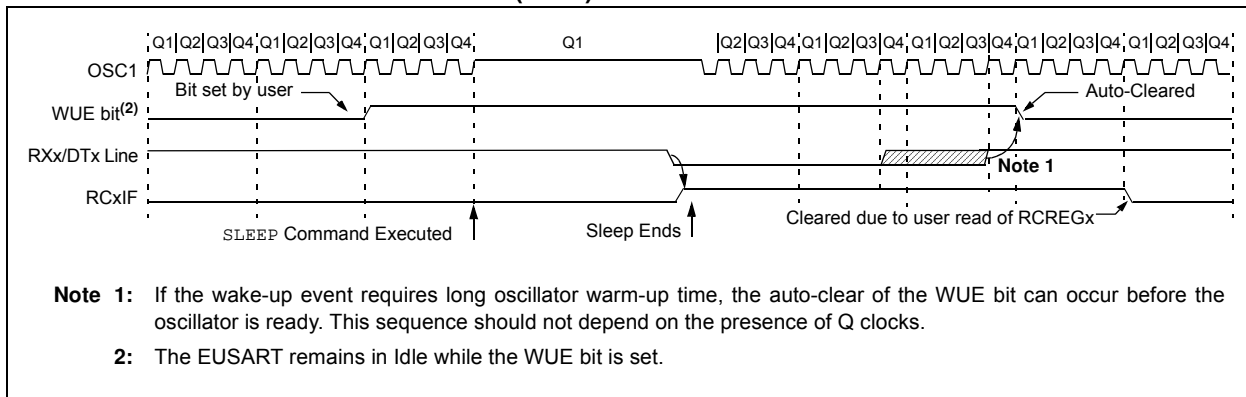 Q1 Q2 Q3 Q4 Q1 Q2 Q3 Q4 Q1 Q2 Q3 Q4 Q1 Q2 Q3 Q4 Q1 Q2 Q3 Q4 Q1 Q2 Q3 Q4 Q1 Q2 Q3 Q4 Q1 Q2 Q3 Q4
OSC1
Bit set by user
Auto-Cleared
WUE bit(2)
RXx/DTx Line
Note 1
RCxIF
Cleared due to user read of RCREGx
SLEEP Command Executed
Sleep Ends
Note 1: If the wake-up event requires long oscillator warm-up time, the auto-clear of the WUE bit can occur before the
oscillator is ready. This sequence should not depend on the presence of Q clocks.
2: The EUSART remains in Idle while the WUE bit is set.